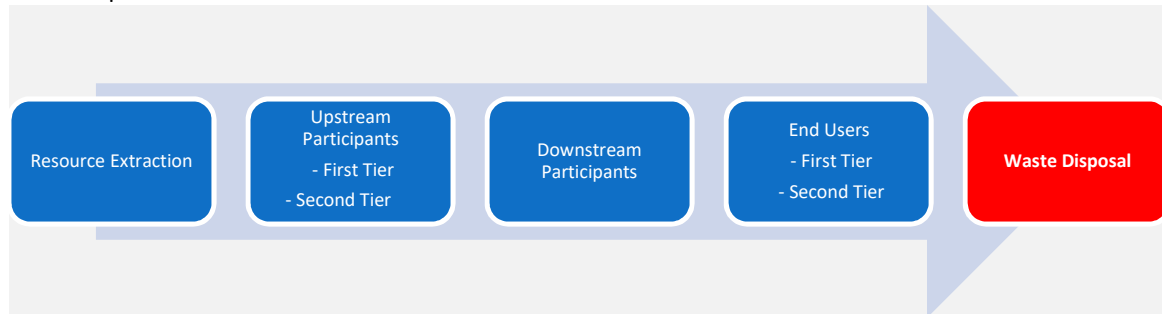 Resource Extraction
Upstream
Participants
- First Tier
- Second Tier
Downstream
Participants
End Users
- First Tier
- Second Tier
Waste Disposal